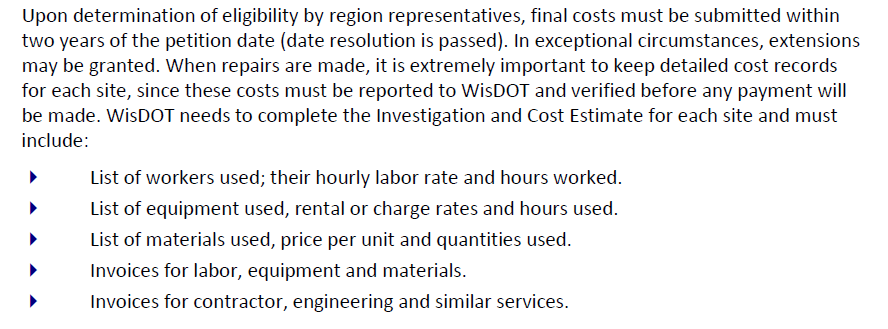 Upon determination of eligibility by region representatives, final costs must be submitted within
two years of the petition date (date resolution is passed). In exceptional circumstances, extensions
may be granted. When repairs are made, it is extremely important to keep detailed cost records
for each site, since these costs must be reported to WisDOT and verified before any payment will
be made. WisDOT needs to complete the Investigation and Cost Estimate for each site and must
include:
List of workers used; their hourly labor rate and hours worked.
List of equipment used, rental or charge rates and hours used.
List of materials used, price per unit and quantities used.
Invoices for labor, equipment and materials.
Invoices for contractor, engineering and similar services.